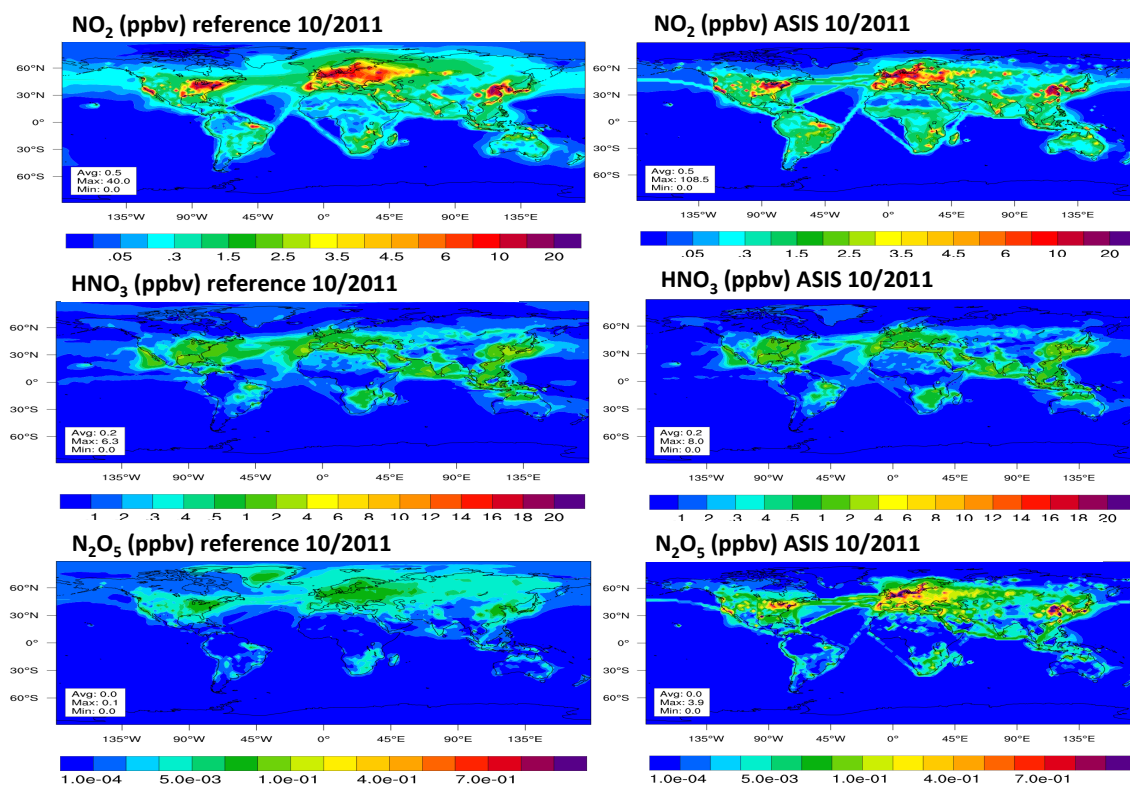 NO₂ (ppbv) reference 10/2011
60°N
30°N
0°
30°S
60°S
Avg: 0.5
Max: 40.0
Min: 0.0
135°W 90°W 0° 45°E 90°E 135°E
.05 .3 1.5 2.5 3.5 4.5 6 10 20
NO₂ (ppbv) ASIS 10/2011
60°N
30°N
0°
30°S
60°S
Avg: 0.5
Max: 108.5
Min: 0.0
135°W 90°W 0° 45°E 90°E 135°E
.05 .3 1.5 2.5 3.5 4.5 6 10 20
HNO₃ (ppbv) reference 10/2011
60°N
30°N
0°
30°S
60°S
Avg: 0.2
Max: 6.3
Min: 0.0
135°W 90°W 0° 45°E 90°E 135°E
1 2 .3 4 .5 1 2 4 6 8 10 12 14 16 18 20
HNO₃ (ppbv) ASIS 10/2011
60°N
30°N
0°
30°S
60°S
Avg: 0.2
Max: 8.0
Min: 0.0
135°W 90°W 0° 45°E 90°E 135°E
1 2 .3 4 .5 1 2 4 6 8 10 12 14 16 18 20
N₂O₅ (ppbv) reference 10/2011
60°N
30°N
0°
30°S
60°S
Avg: 0.0
Max: 0.1
Min: 0.0
135°W 90°W 0° 45°E 90°E 135°E
1.0e-04 5.0e-03 1.0e-01 4.0e-01 7.0e-01
N₂O₅ (ppbv) ASIS 10/2011
60°N
30°N
0°
30°S
60°S
Avg: 0.0
Max: 3.9
Min: 0.0
135°W 90°W 0° 45°E 90°E 135°E
1.0e-04 5.0e-03 1.0e-01 4.0e-01 7.0e-01